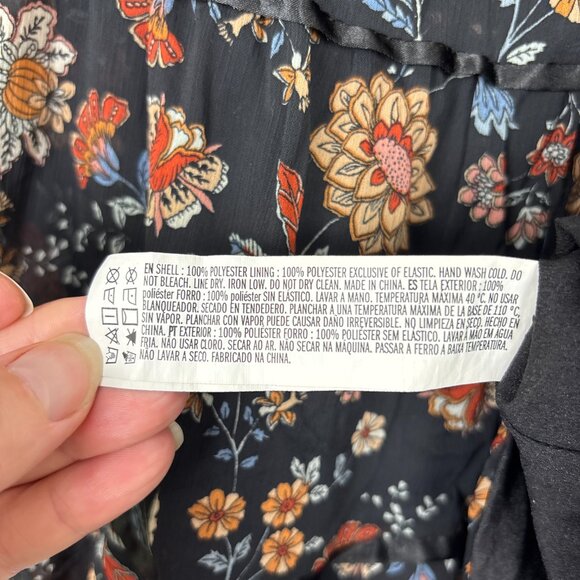 EN SHELL : 100% POLYESTER LINING : 100% POLYESTER EXCLUSIVE OF ELASTIC. HAND WASH COLD. DO
NOT BLEACH. LINE DRY. IRON LOW. DO NOT DRY CLEAN. MADE IN CHINA. ES TELA EXTERIOR : 100%
poliéster FORRO : 100% poliéster SIN ELASTICO. LAVAR A MANO. TEMPERATURA MAXIMA 40 °C. NO USAR
BLANQUEADOR. SECADO EN TENDEDERO. PLANCHAR A UNA TEMPERATURA MÁXIMA DE LA BASE DE 110 °C
SIN VAPOR. PLANCHAR CON VAPOR PUEDE CAUSAR DAÑO IRREVERSIBLE. NO LIMPIEZA EN SECO. HECHO EN
CHINA. PT EXTERIOR : 100% POLIÉSTER FORRO : 100% POLIÉSTER SEM ELASTICO. LAVAR A MÃO EM ÁGUA
FRIA. NÃO USAR CLORO. SECAR AO AR. NÃO SECAR NA MAQUINA. PASSAR A FERRO A BAIXA TEMPERATURA.
NÃO LAVAR A SECO. FABRICADO NA CHINA.